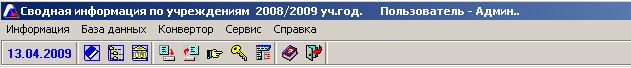 Сводная информация по учреждениям 2008/2009 уч.год. Пользователь - Админ..
Информация База данных Конвертор Сервис Справка
13.04.2009